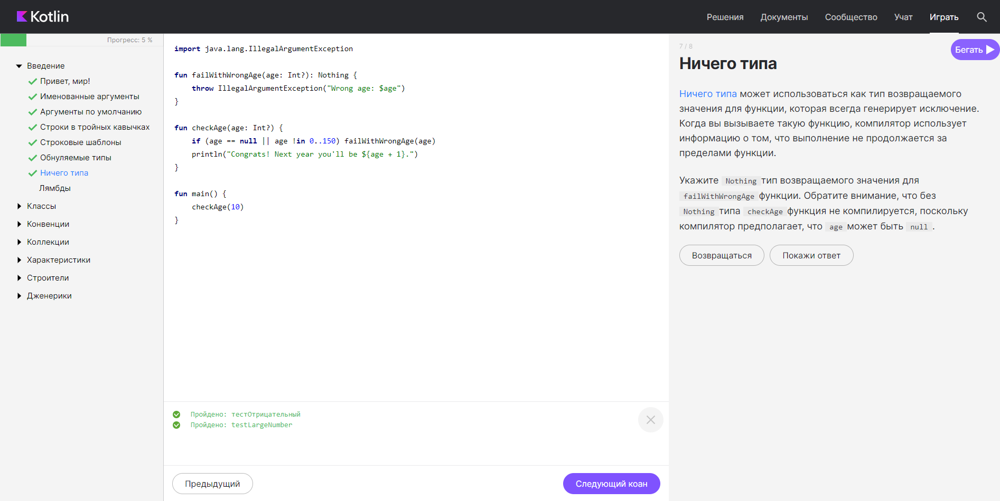 Kotlin
Решения
Документы
Сообщество
Учат
Играть
Прогресс: 5 %
Введение
Привет, мир!
Именованные аргументы
Аргументы по умолчанию
Строки в тройных кавычках
Строковые шаблоны
Обнуляемые типы
Ничего типа
Лямбды
Классы
Конвенции
Коллекции
Характеристики
Строители
Дженерики
import java.lang.IllegalArgumentException
fun failWithWrongAge(age: Int?): Nothing {
    throw IllegalArgumentException("Wrong age: $age")
}
fun checkAge(age: Int?) {
    if (age == null || age !in 0..150) failWithWrongAge(age)
    println("Congrats! Next year you'll be ${age + 1}.")
}
fun main() {
    checkAge(10)
}
Пройдено: тестОтрицательный
Пройдено: testLargeNumber
Предыдущий
Следующий коан
7 / 8
Бегать
Ничего типа
Ничего типа может использоваться как тип возвращаемого
значения для функции, которая всегда генерирует исключение.
Когда вы вызываете такую функцию, компилятор использует
информацию о том, что выполнение не продолжается за
пределами функции.
Укажите Nothing тип возвращаемого значения для
failWithWrongAge функции. Обратите внимание, что без
Nothing типа checkAge функция не компилируется, поскольку
компилятор предполагает, что age может быть null.
Возвращаться
Покажи ответ